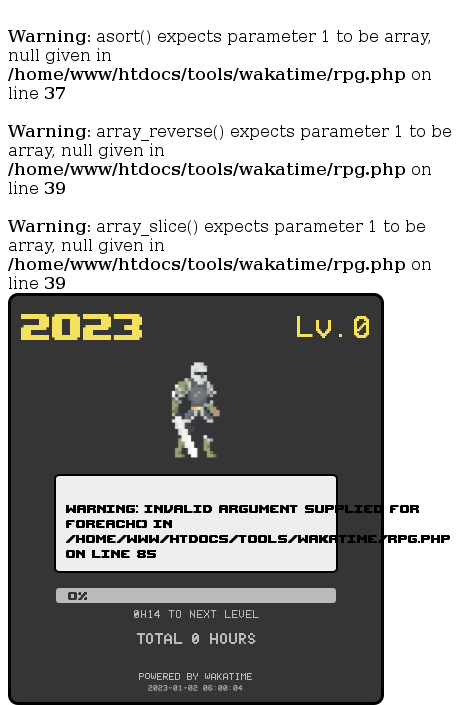 Warning: asort() expects parameter 1 to be array,
null given in
/home/www/htdocs/tools/wakatime/rpg.php on
line 37
Warning: array_reverse() expects parameter 1 to be
array, null given in
/home/www/htdocs/tools/wakatime/rpg.php on
line 39
Warning: array_slice() expects parameter 1 to be
array, null given in
/home/www/htdocs/tools/wakatime/rpg.php on
line 39
2023 Lv.0
WARNING: INVALID ARGUMENT SUPPLIED FOR
FOREACH() IN
/HOME/WWW/HTDOCS/TOOLS/WAKATIME/RPG.PHP
ON LINE 85
0%
0H14 TO NEXT LEVEL
TOTAL 0 HOURS
POWERED BY WAKATIME
2023-01-02 06:00:04